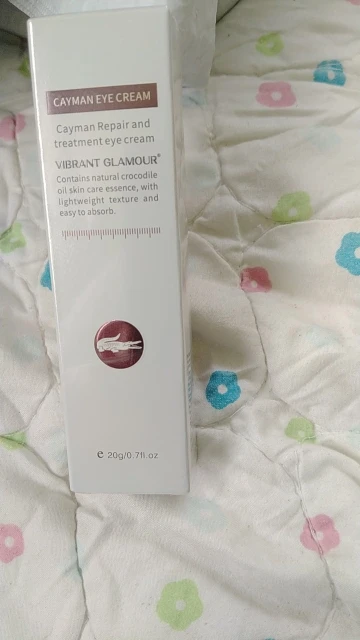 CAYMAN EYE CREAM
Cayman Repair and
treatment eye cream
VIBRANT GLAMOUR®
Contains natural crocodile
oil skin care essence, with
lightweight texture and
easy to absorb.
e 20g/0.7fl oz